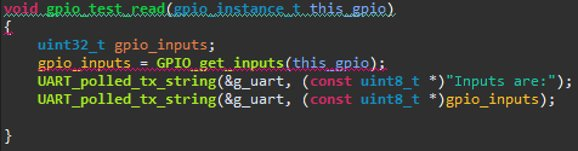 void gpio_test_read(gpio_instance_t this_gpio)
{
    uint32_t gpio_inputs;
    gpio_inputs = GPIO_get_inputs(this_gpio);
    UART_polled_tx_string(&g_uart, (const uint8_t *)"Inputs are:");
    UART_polled_tx_string(&g_uart, (const uint8_t *)gpio_inputs);
}